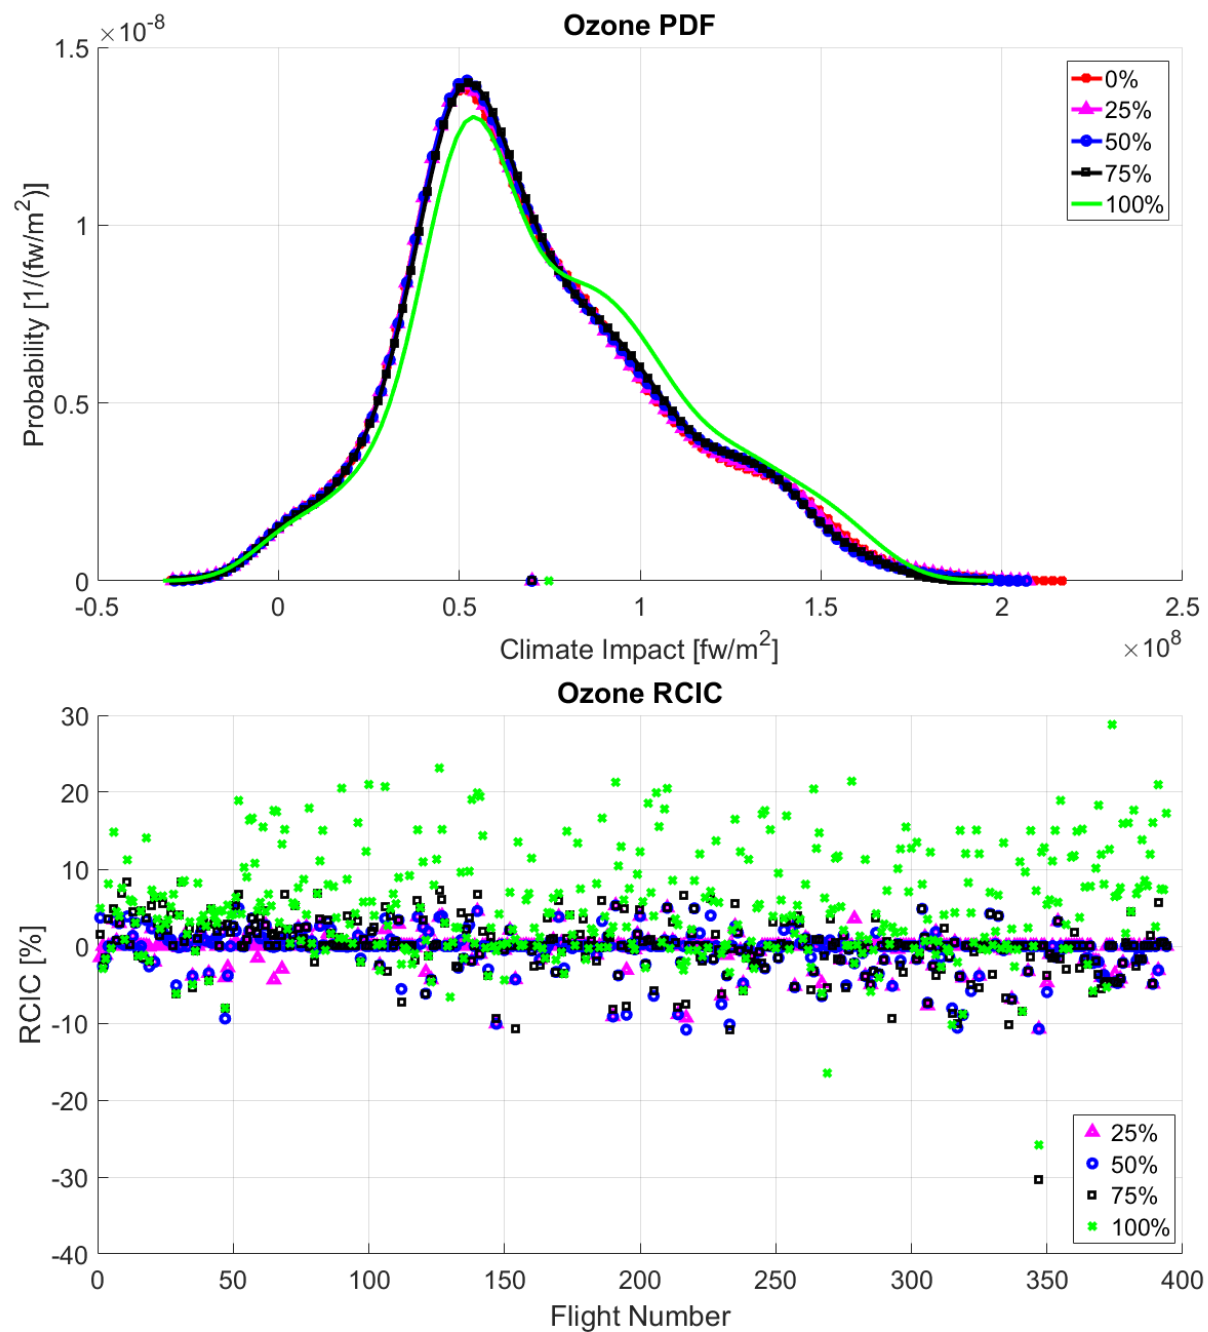 Ozone PDF
×10⁻⁸
1.5
1
0.5
0
Probability [1/(fw/m²)]
0%
25%
50%
75%
100%
-0.5 0 0.5 1 1.5 2 2.5
Climate Impact [fw/m²]
×10⁸
Ozone RCIC
30
20
10
0
-10
-20
-30
-40
RCIC [%]
25%
50%
75%
100%
0 50 100 150 200 250 300 350 400
Flight Number